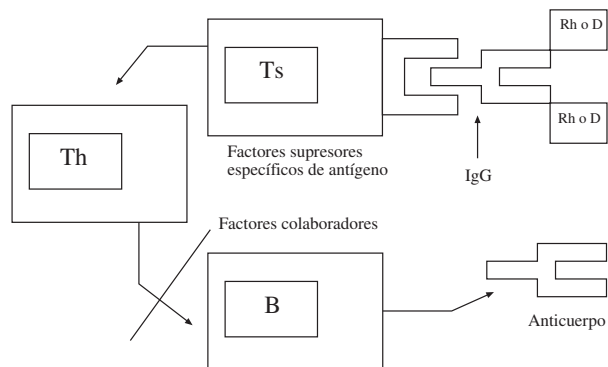 Rh o D
Ts
Rh o D
Th
Factores supresores
específicos de antígeno
IgG
Factores colaboradores
B
Anticuerpo